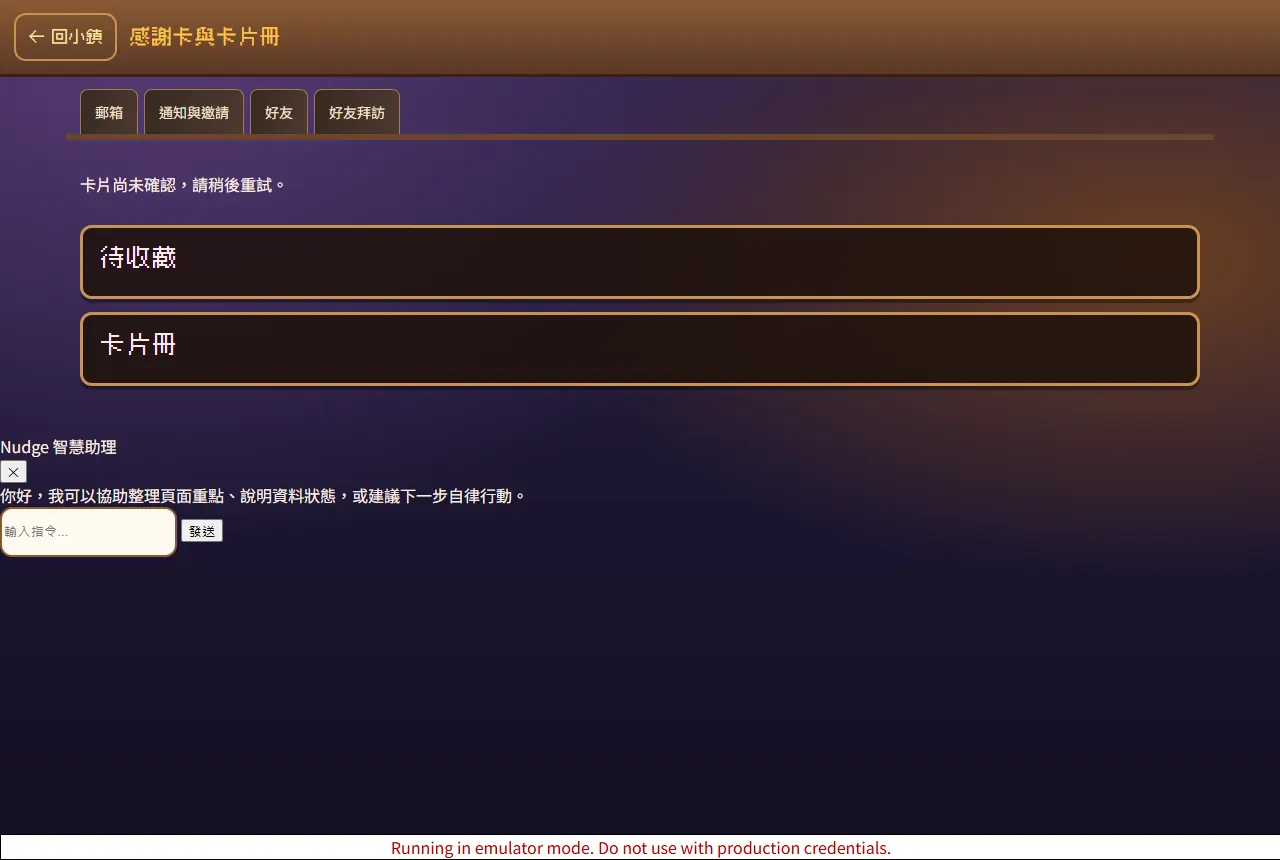 ← 回小鎮 感謝卡與卡片冊
郵箱 通知與邀請 好友 好友拜訪
卡片尚未確認，請稍後重試。
待收藏
卡片冊
Nudge 智慧助理
×
你好，我可以協助整理頁面重點、說明資料狀態，或建議下一步自律行動。
輸入指令... 發送
Running in emulator mode. Do not use with production credentials.